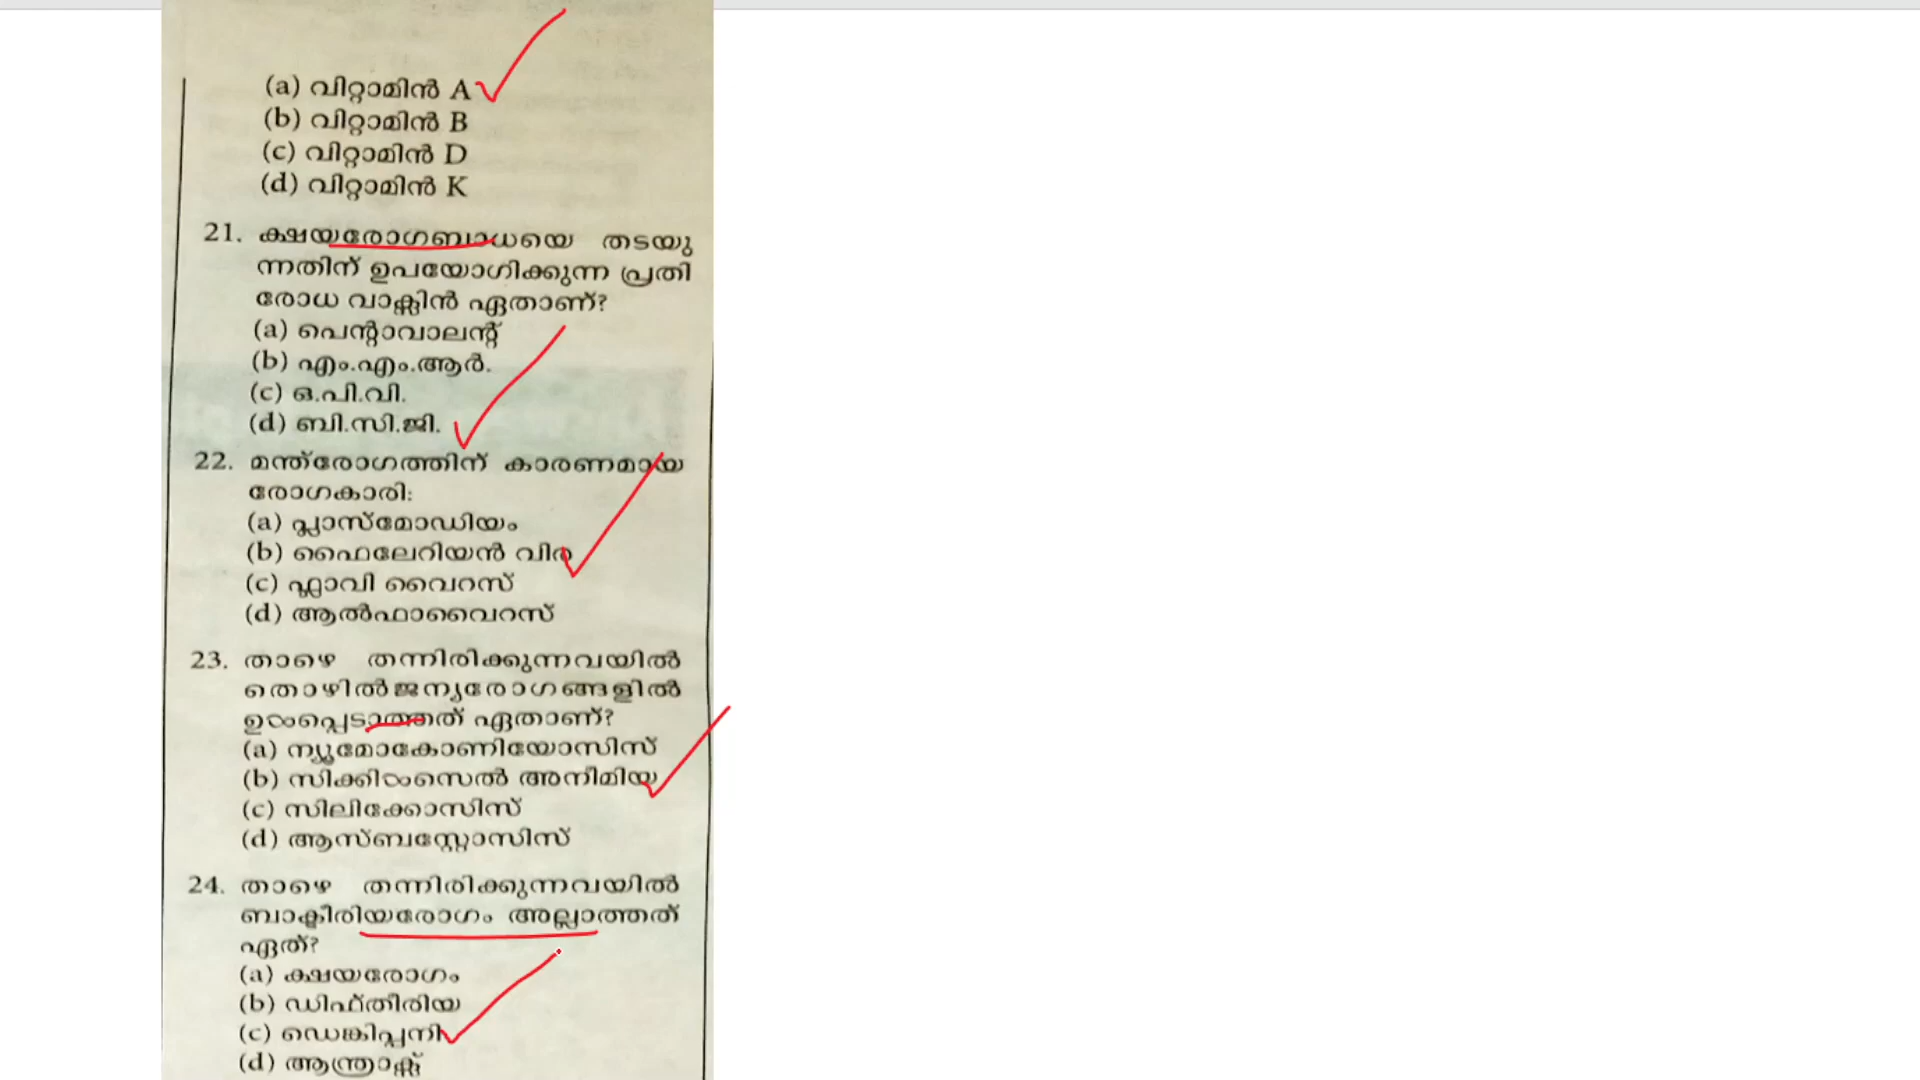 (a) വിറ്റാമിൻ A
(b) വിറ്റാമിൻ B
(c) വിറ്റാമിൻ D
(d) വിറ്റാമിൻ K
21. ക്ഷയരോഗബാധയെ തടയു
ന്നതിന് ഉപയോഗിക്കുന്ന പ്രതി
രോധ വാക്സിൻ ഏതാണ്?
(a) പെന്റാവാലന്റ്
(b) എം.എം.ആർ.
(c) ഒ.പി.വി.
(d) ബി.സി.ജി.
22. മന്ത്‌രോഗത്തിന് കാരണമായ
രോഗകാരി:
(a) പ്ലാസ്മോഡിയം
(b) ഫൈലേറിയൻ വിര
(c) ഫ്ലാവി വൈറസ്
(d) ആൽഫാവൈറസ്
23. താഴെ തന്നിരിക്കുന്നവയിൽ
തൊഴിൽജന്യരോഗങ്ങളിൽ
ഉൾപ്പെടാത്തത് ഏതാണ്?
(a) ന്യൂമോകോണിയോസിസ്
(b) സിക്കിൾസെൽ അനീമിയ
(c) സിലിക്കോസിസ്
(d) ആസ്ബസ്റ്റോസിസ്
24. താഴെ തന്നിരിക്കുന്നവയിൽ
ബാക്ടീരിയരോഗം അല്ലാത്തത്
ഏത്?
(a) ക്ഷയരോഗം
(b) ഡിഫ്തീരിയ
(c) ഡെങ്കിപ്പനി
(d) ആന്ത്രാക്സ്